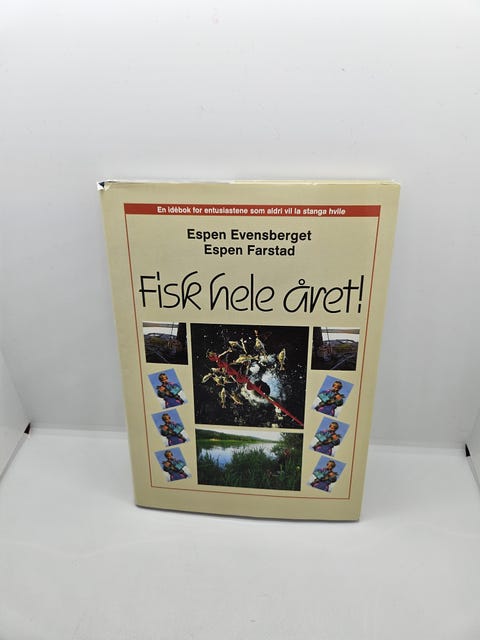 En idébok for entusiastene som aldri vil la stanga hvile
Espen Evensberget
Espen Farstad
Fisk hele året!